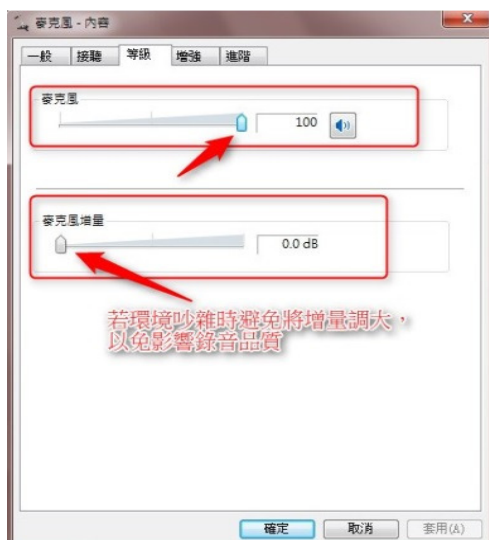 麥克風 - 內容
一般 接聽 等級 增強 進階
麥克風
100
麥克風增量
0.0 dB
若環境吵雜時避免將增量調大，
以免影響錄音品質
確定 取消 套用(A)